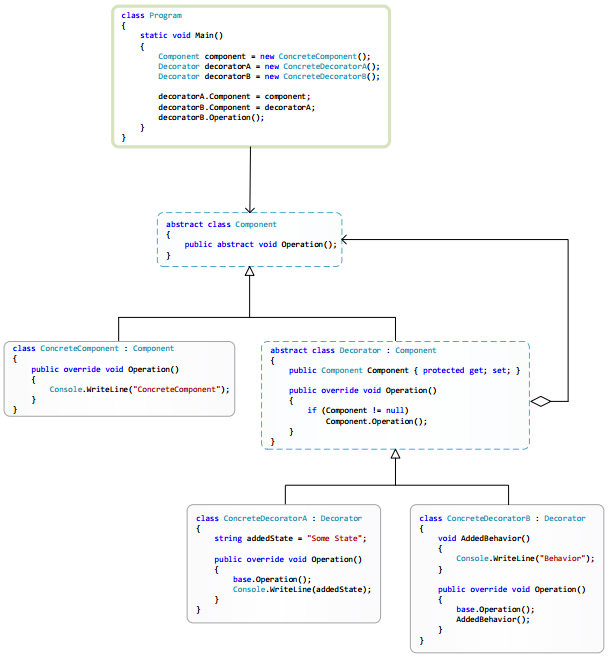 class Program
{
static void Main()
{
Component component = new ConcreteComponent();
Decorator decoratorA = new ConcreteDecoratorA();
Decorator decoratorB = new ConcreteDecoratorB();
decoratorA.Component = component;
decoratorB.Component = decoratorA;
decoratorB.Operation();
}
}
abstract class Component
{
public abstract void Operation();
}
class ConcreteComponent : Component
{
public override void Operation()
{
Console.WriteLine("ConcreteComponent");
}
}
abstract class Decorator : Component
{
public Component Component { protected get; set; }
public override void Operation()
{
if (Component != null)
Component.Operation();
}
}
class ConcreteDecoratorA : Decorator
{
string addedState = "Some State";
public override void Operation()
{
base.Operation();
Console.WriteLine(addedState);
}
}
class ConcreteDecoratorB : Decorator
{
void AddedBehavior()
{
Console.WriteLine("Behavior");
}
public override void Operation()
{
base.Operation();
AddedBehavior();
}
}